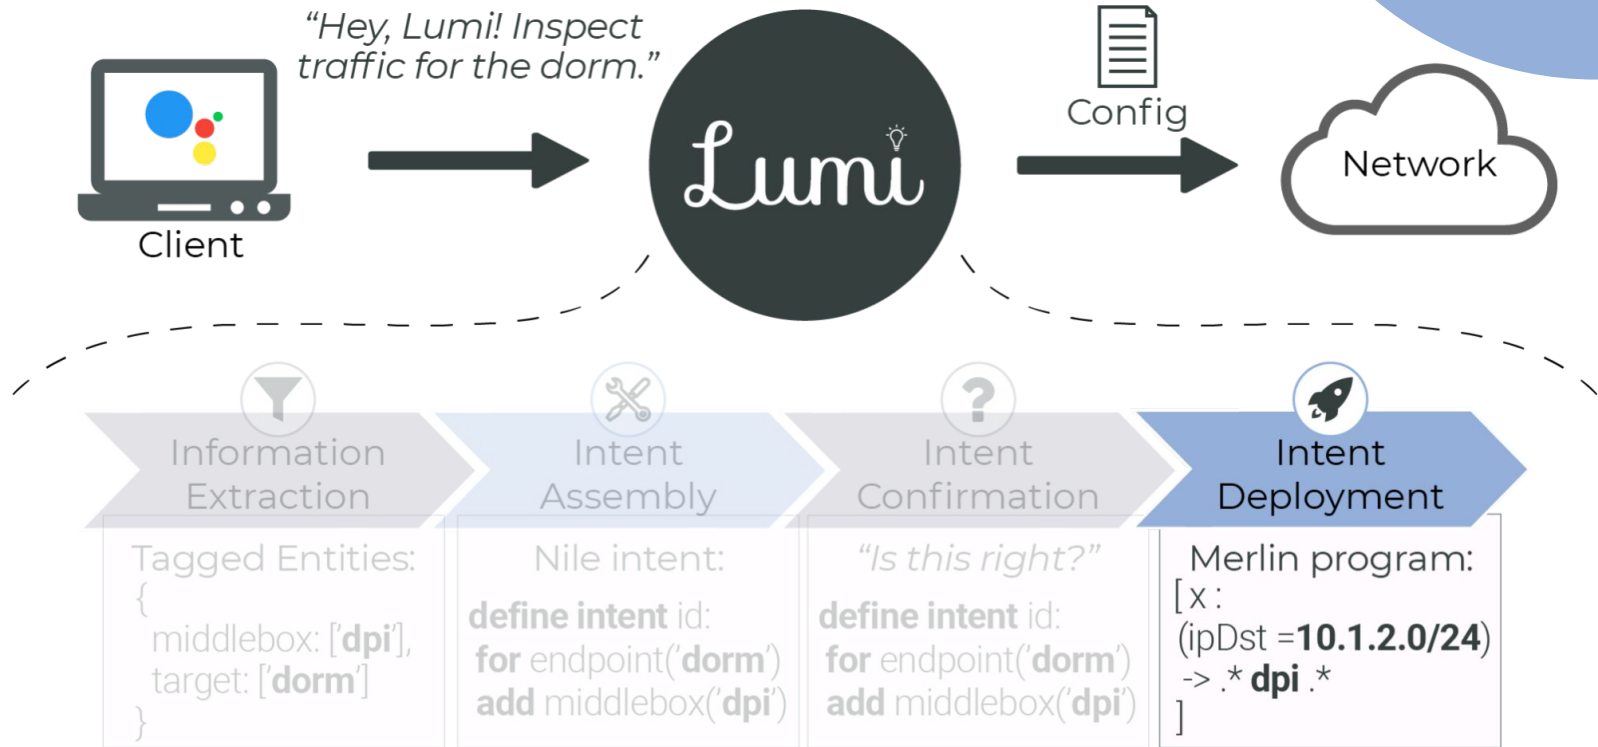 “Hey, Lumi! Inspect
traffic for the dorm.”
Lumi
Config
Network
Client
Information
Extraction
Intent
Assembly
Intent
Confirmation
Intent
Deployment
Tagged Entities:
{
middlebox: ['dpi'],
target: ['dorm']
}
Nile intent:
define intent id:
for endpoint('dorm')
add middlebox('dpi')
“Is this right?”
define intent id:
for endpoint('dorm')
add middlebox('dpi')
Merlin program:
[ x :
(ipDst =10.1.2.0/24)
-> .* dpi .*
]